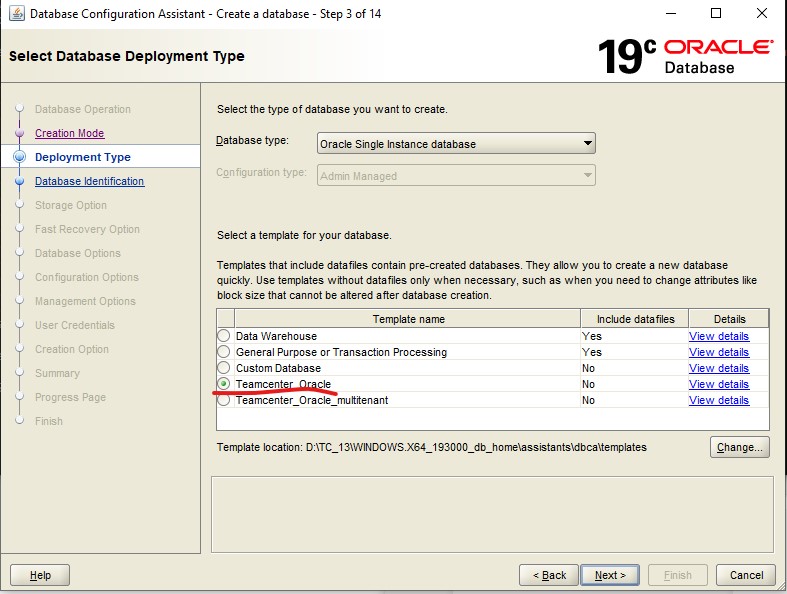 Database Configuration Assistant - Create a database - Step 3 of 14
Select Database Deployment Type
19c ORACLE
Database
Database Operation
Creation Mode
Deployment Type
Database Identification
Storage Option
Fast Recovery Option
Database Options
Configuration Options
Management Options
User Credentials
Creation Option
Summary
Progress Page
Finish
Select the type of database you want to create.
Database type: Oracle Single Instance database
Configuration type: Admin Managed
Select a template for your database.
Templates that include datafiles contain pre-created databases. They allow you to create a new database
quickly. Use templates without datafiles only when necessary, such as when you need to change attributes like
block size that cannot be altered after database creation.
Template name Include datafiles Details
Data Warehouse Yes View details
General Purpose or Transaction Processing Yes View details
Custom Database No View details
Teamcenter_Oracle No View details
Teamcenter_Oracle_multitenant No View details
Template location: D:\TC_13\WINDOWS.X64_193000_db_home\assistants\dbca\templates Change...
Help < Back Next > Finish Cancel